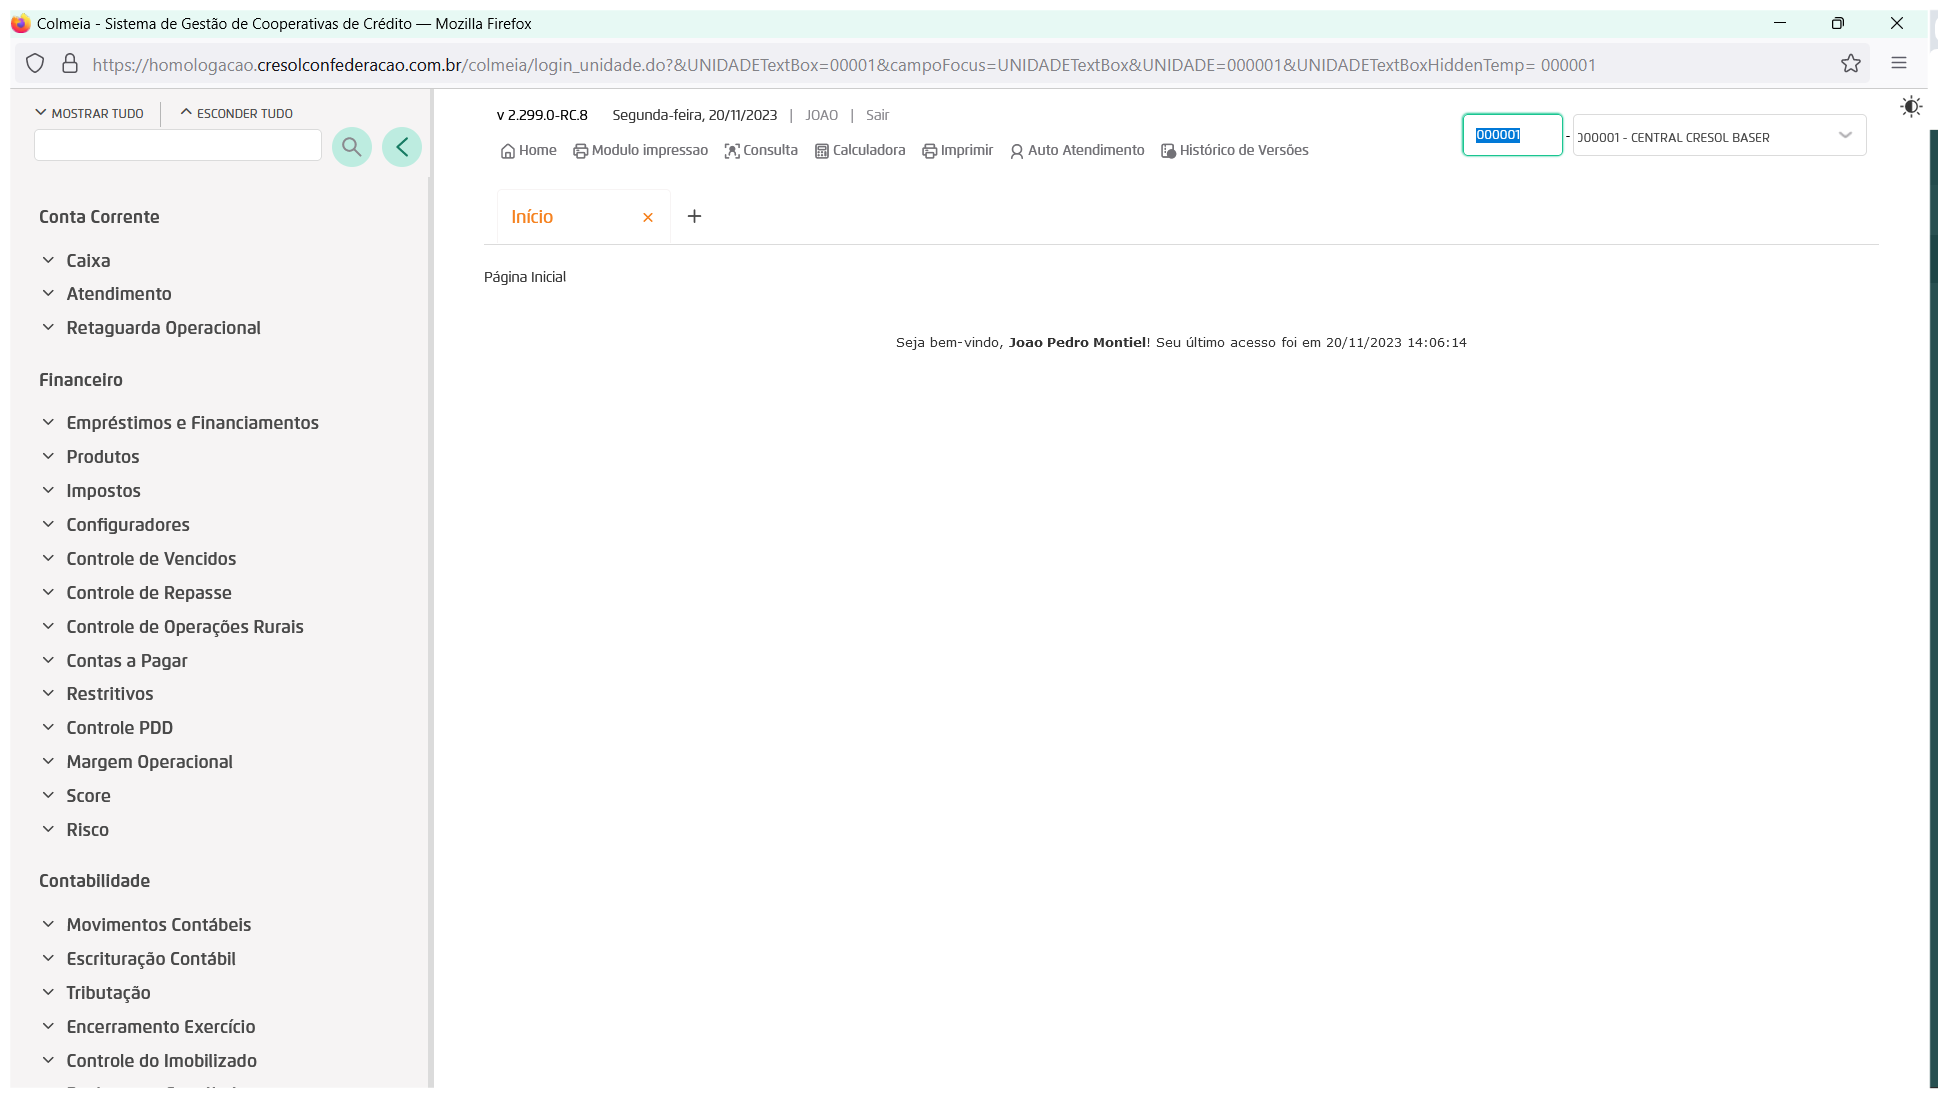 Colmeia - Sistema de Gestão de Cooperativas de Crédito — Mozilla Firefox
https://homologacao.cresolconfederacao.com.br/colmeia/login_unidade.do?&UNIDADETextBox=00001&campoFocus=UNIDADETextBox&UNIDADE=000001&UNIDADETextBoxHiddenTemp= 000001
MOSTRAR TUDO
ESCONDER TUDO
v 2.299.0-RC.8 Segunda-feira, 20/11/2023 | JOAO | Sair
Home Modulo impressao Consulta Calculadora Imprimir Auto Atendimento Histórico de Versões
000001 - 000001 - CENTRAL CRESOL BASER
Início × +
Página Inicial
Seja bem-vindo, Joao Pedro Montiel! Seu último acesso foi em 20/11/2023 14:06:14
Conta Corrente
Caixa
Atendimento
Retaguarda Operacional
Financeiro
Empréstimos e Financiamentos
Produtos
Impostos
Configuradores
Controle de Vencidos
Controle de Repasse
Controle de Operações Rurais
Contas a Pagar
Restritivos
Controle PDD
Margem Operacional
Score
Risco
Contabilidade
Movimentos Contábeis
Escrituração Contábil
Tributação
Encerramento Exercício
Controle do Imobilizado